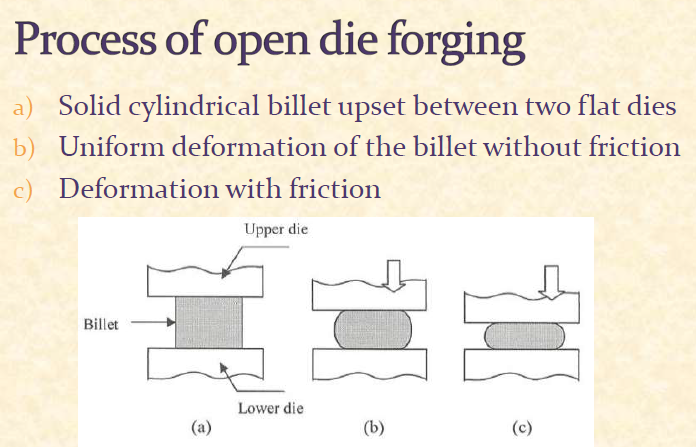 Process of open die forging
a) Solid cylindrical billet upset between two flat dies
b) Uniform deformation of the billet without friction
c) Deformation with friction
Upper die
Billet
Lower die
(a)
(b)
(c)